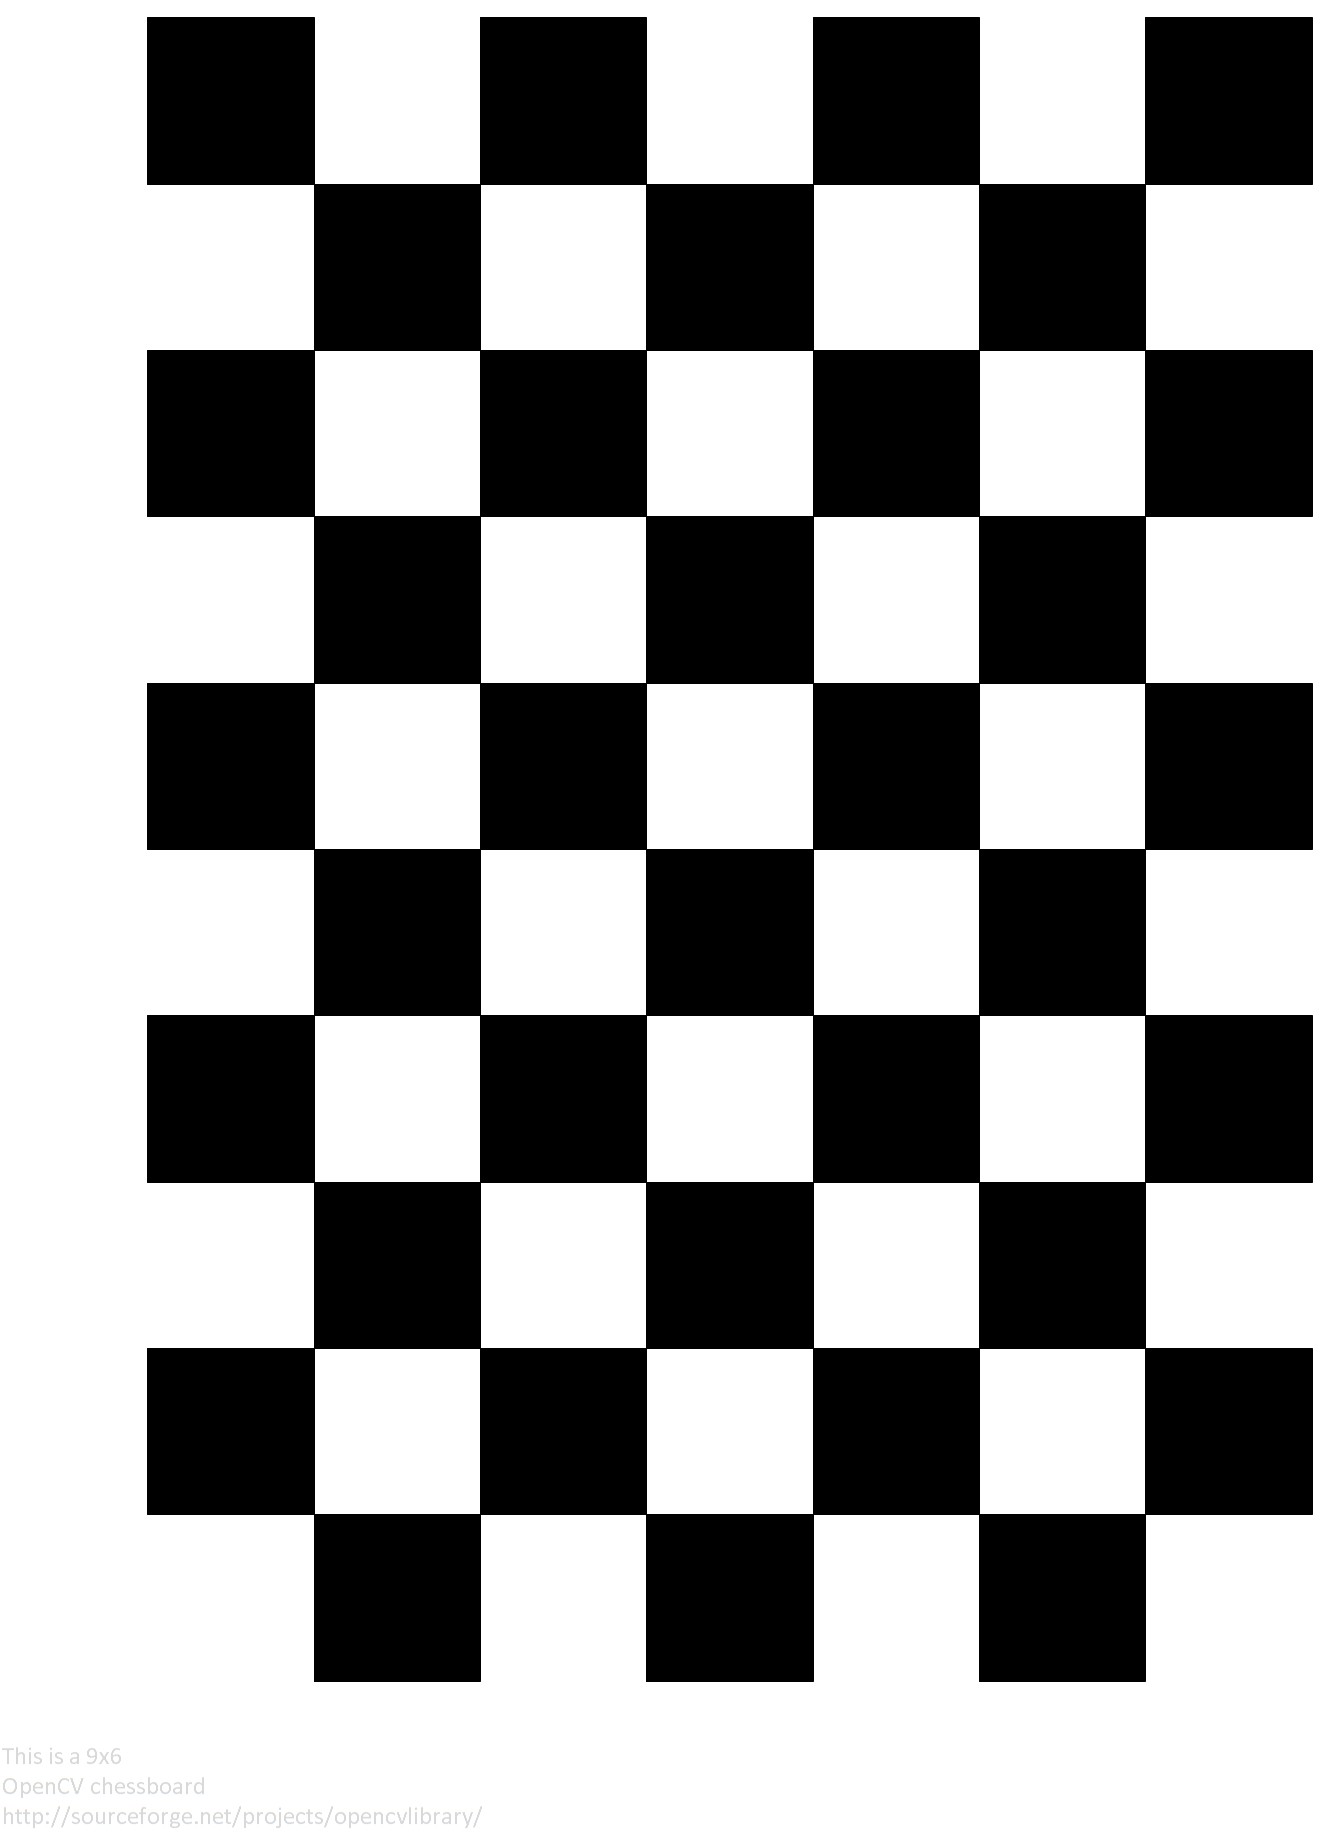 This is a 9x6
OpenCV chessboard
http://sourceforge.net/projects/opencvlibrary/